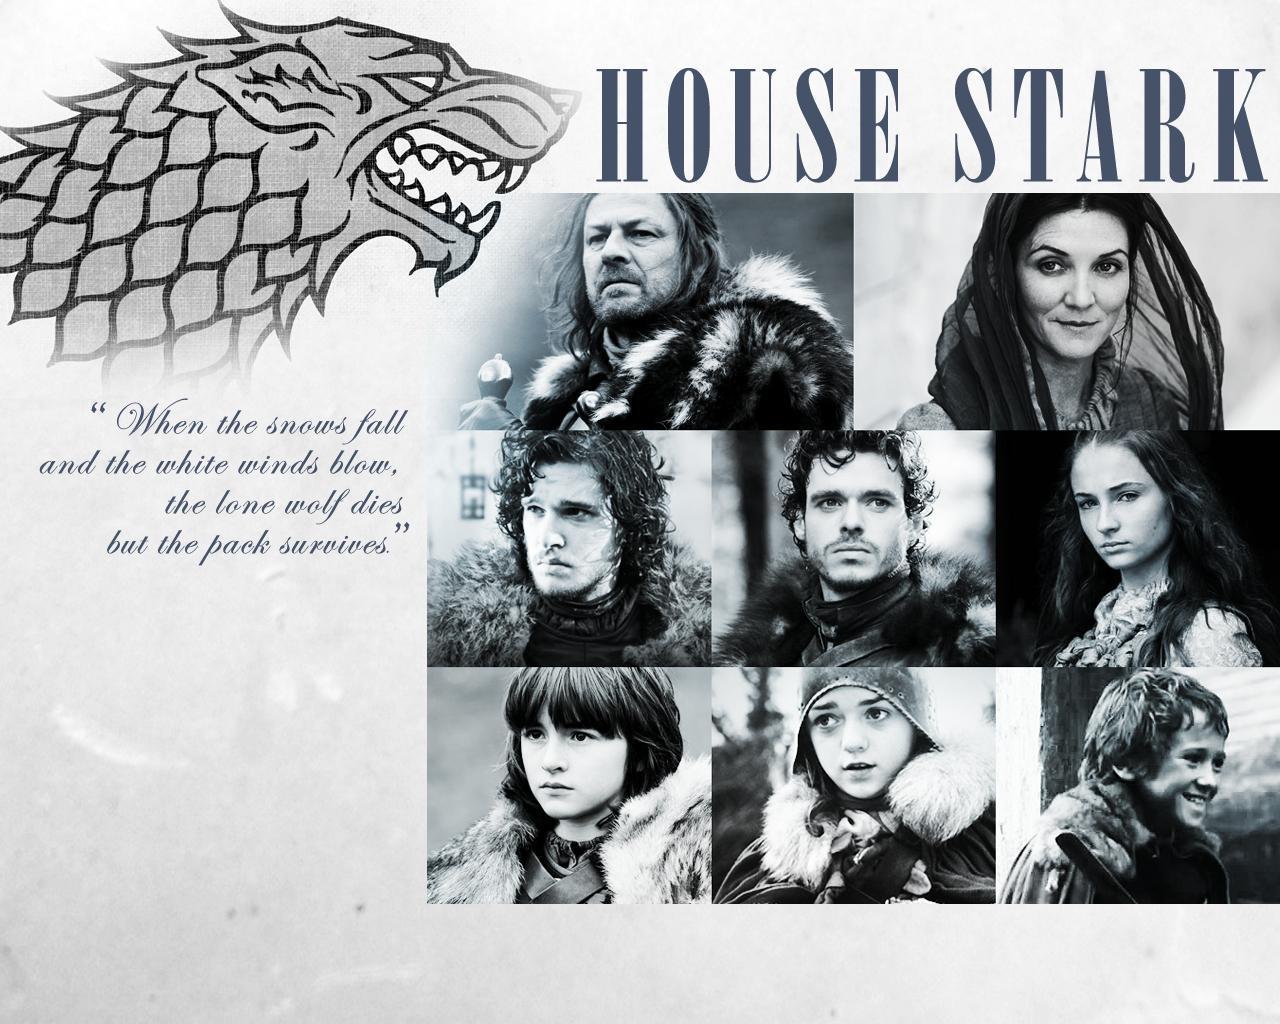 HOUSE STARK
“ When the snows fall
and the white winds blow,
the lone wolf dies
but the pack survives.”